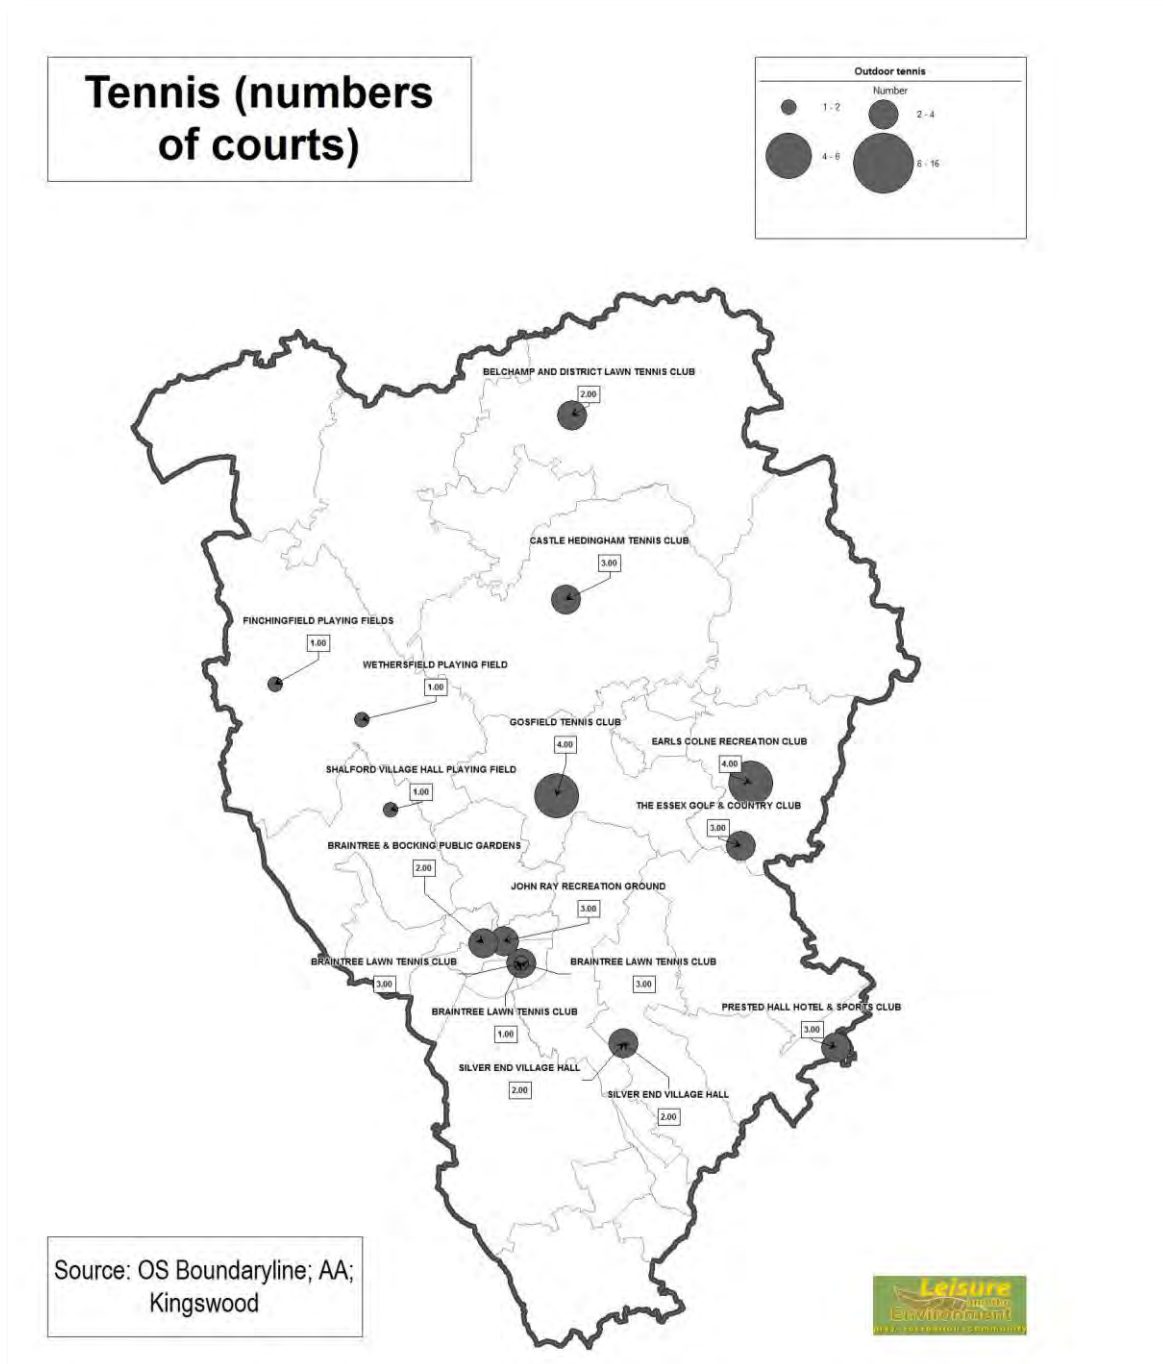 Tennis (numbers
of courts)
Outdoor tennis
Number
1 - 2
2 - 4
4 - 6
6 - 16
BELCHAMP AND DISTRICT LAWN TENNIS CLUB
2.00
CASTLE HEDINGHAM TENNIS CLUB
3.00
FINCHINGFIELD PLAYING FIELDS
1.00
WETHERSFIELD PLAYING FIELD
1.00
GOSFIELD TENNIS CLUB
4.00
EARLS COLNE RECREATION CLUB
4.00
SHALFORD VILLAGE HALL PLAYING FIELD
1.00
THE ESSEX GOLF & COUNTRY CLUB
3.00
BRAINTREE & BOCKING PUBLIC GARDENS
2.00
JOHN RAY RECREATION GROUND
3.00
BRAINTREE LAWN TENNIS CLUB
3.00
BRAINTREE LAWN TENNIS CLUB
3.00
BRAINTREE LAWN TENNIS CLUB
1.00
PRESTED HALL HOTEL & SPORTS CLUB
3.00
SILVER END VILLAGE HALL
2.00
SILVER END VILLAGE HALL
2.00
Source: OS Boundaryline; AA;
Kingswood
Leisure
in the
Environment